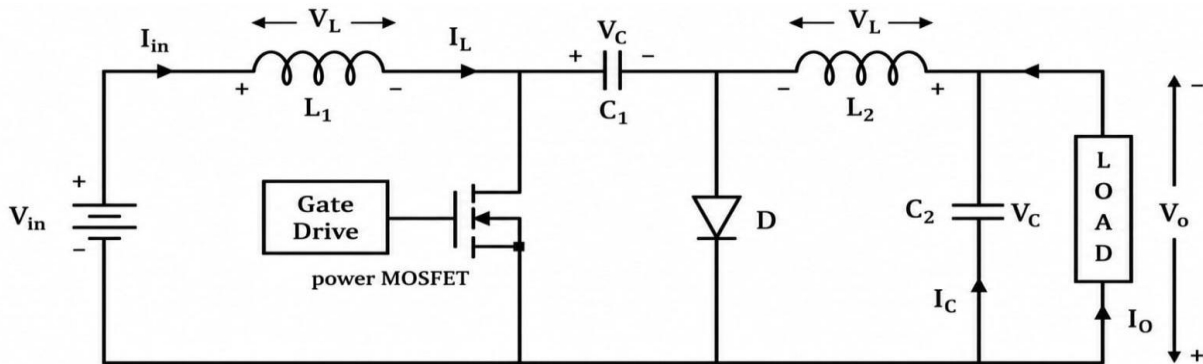 V_L
V_L
I_in
I_L
V_C
+ -
+ -
- +
L_1
C_1
L_2
-
+
V_in
-
Gate
Drive
power MOSFET
D
C_2
V_C
I_C
L
O
A
D
I_O
V_o
+